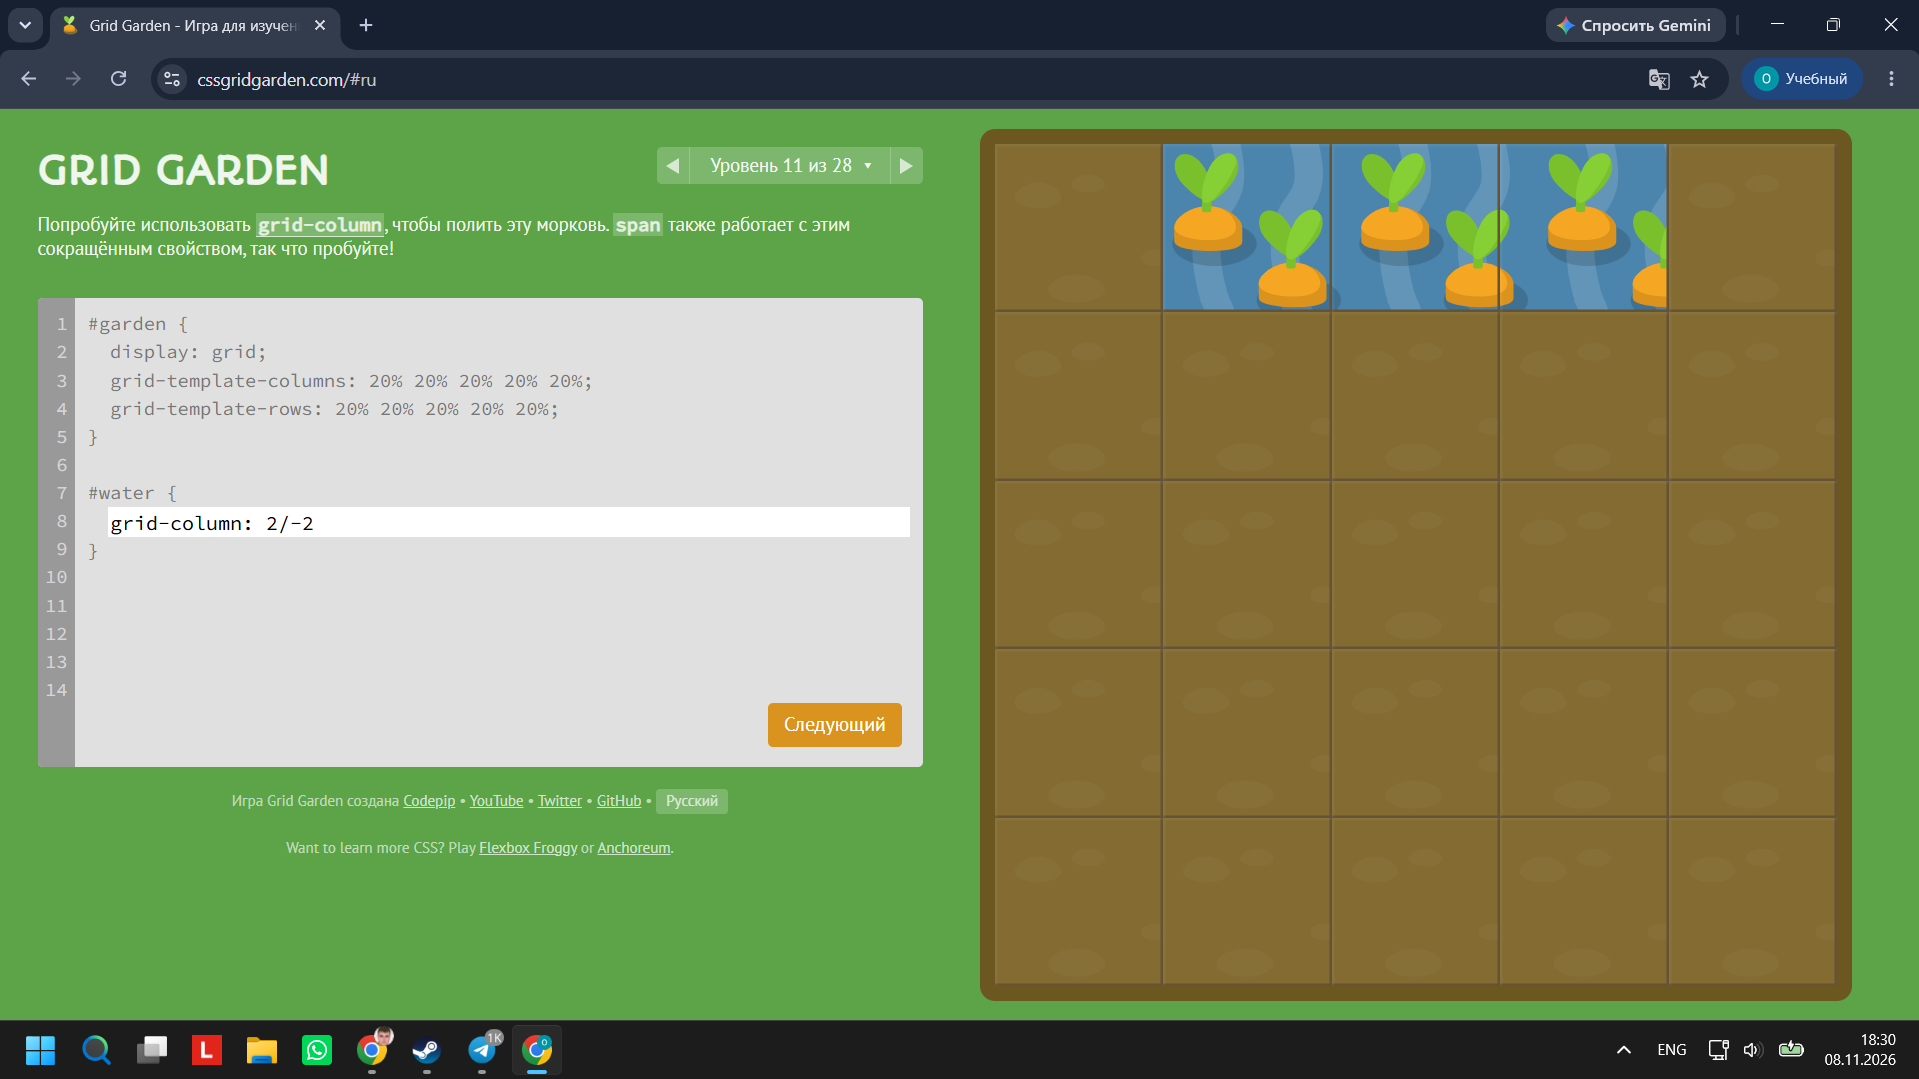 Grid Garden - Игра для изучен
Спросить Gemini
cssgridgarden.com/#ru
О Учебный
GRID GARDEN
Уровень 11 из 28
Попробуйте использовать grid-column, чтобы полить эту морковь. span также работает с этим
сокращённым свойством, так что пробуйте!
1 #garden {
2 display: grid;
3 grid-template-columns: 20% 20% 20% 20% 20%;
4 grid-template-rows: 20% 20% 20% 20% 20%;
5 }
6
7 #water {
8 grid-column: 2/-2
9 }
10
11
12
13
14
Следующий
Игра Grid Garden создана Codepip • YouTube • Twitter • GitHub • Русский
Want to learn more CSS? Play Flexbox Froggy or Anchoreum.
L
1K
О
ENG
18:30
08.11.2026